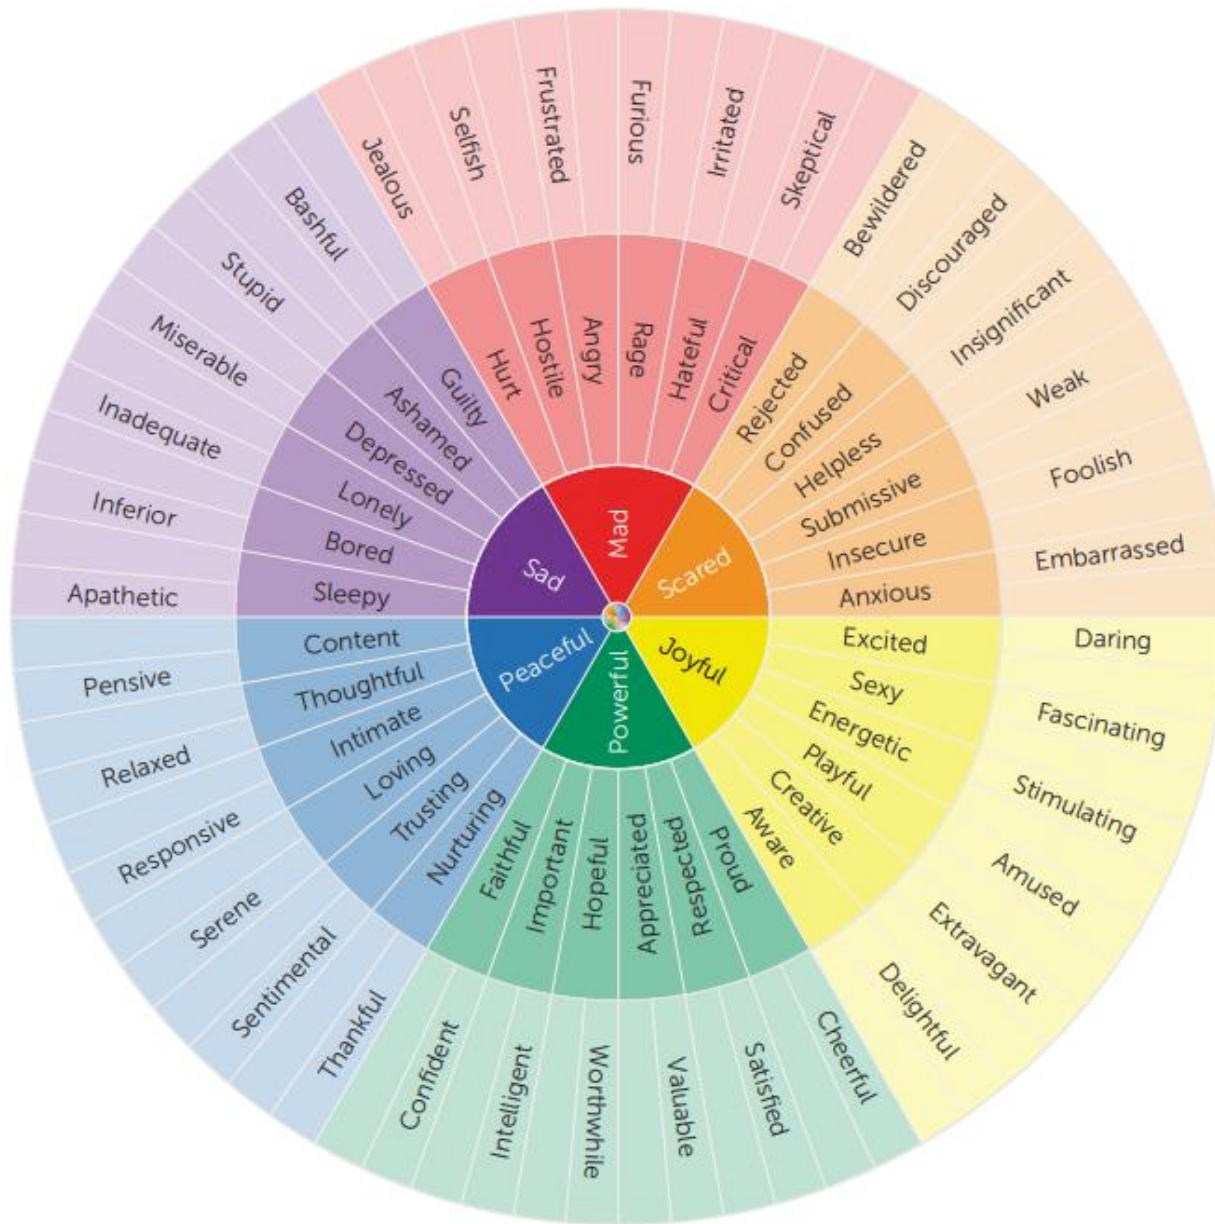 Mad
Scared
Joyful
Powerful
Peaceful
Sad
Hurt
Hostile
Angry
Rage
Hateful
Critical
Rejected
Confused
Helpless
Submissive
Insecure
Anxious
Excited
Sexy
Energetic
Playful
Creative
Aware
Proud
Respected
Appreciated
Hopeful
Important
Faithful
Nurturing
Trusting
Loving
Intimate
Thoughtful
Content
Sleepy
Bored
Lonely
Depressed
Ashamed
Guilty
Jealous
Selfish
Frustrated
Furious
Irritated
Skeptical
Bewildered
Discouraged
Insignificant
Weak
Foolish
Embarrassed
Daring
Fascinating
Stimulating
Amused
Extravagant
Delightful
Cheerful
Satisfied
Valuable
Worthwhile
Intelligent
Confident
Thankful
Sentimental
Serene
Responsive
Relaxed
Pensive
Apathetic
Inferior
Inadequate
Miserable
Stupid
Bashful